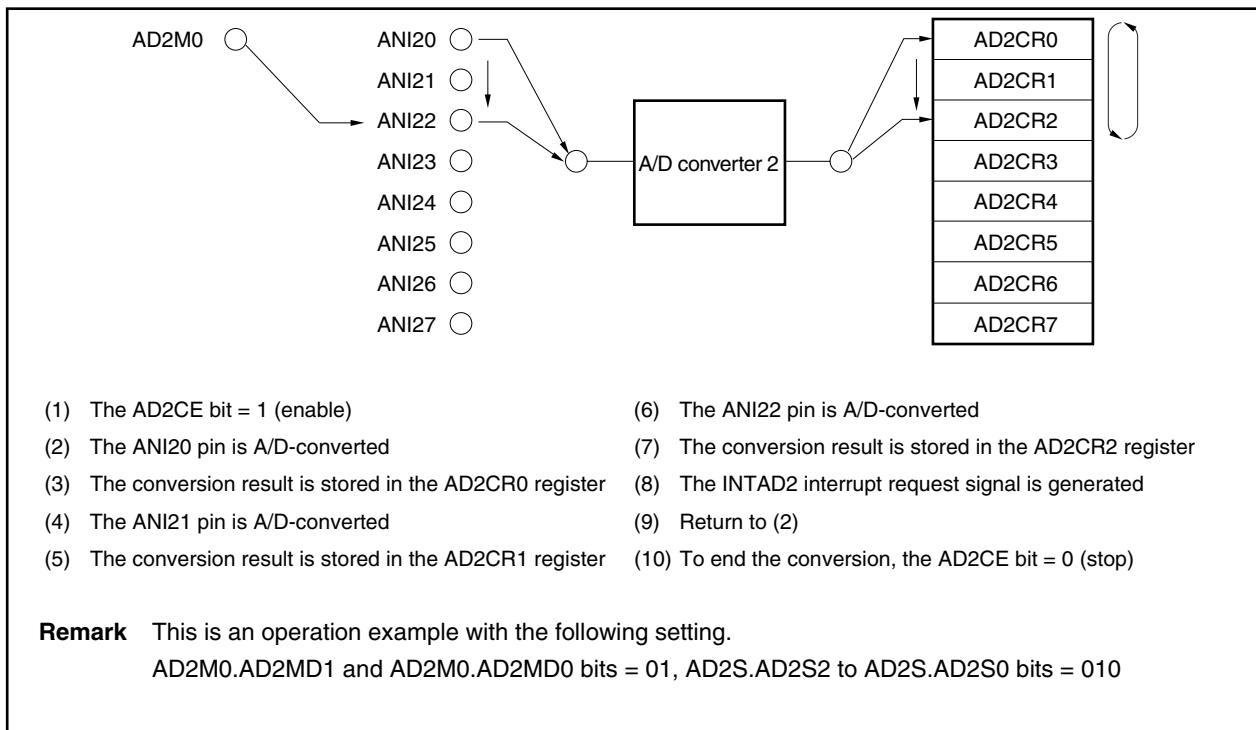 AD2M0
ANI20
ANI21
ANI22
ANI23
ANI24
ANI25
ANI26
ANI27
A/D converter 2
AD2CR0
AD2CR1
AD2CR2
AD2CR3
AD2CR4
AD2CR5
AD2CR6
AD2CR7
(1) The AD2CE bit = 1 (enable)
(2) The ANI20 pin is A/D-converted
(3) The conversion result is stored in the AD2CR0 register
(4) The ANI21 pin is A/D-converted
(5) The conversion result is stored in the AD2CR1 register
(6) The ANI22 pin is A/D-converted
(7) The conversion result is stored in the AD2CR2 register
(8) The INTAD2 interrupt request signal is generated
(9) Return to (2)
(10) To end the conversion, the AD2CE bit = 0 (stop)
Remark This is an operation example with the following setting.
AD2M0.AD2MD1 and AD2M0.AD2MD0 bits = 01, AD2S.AD2S2 to AD2S.AD2S0 bits = 010